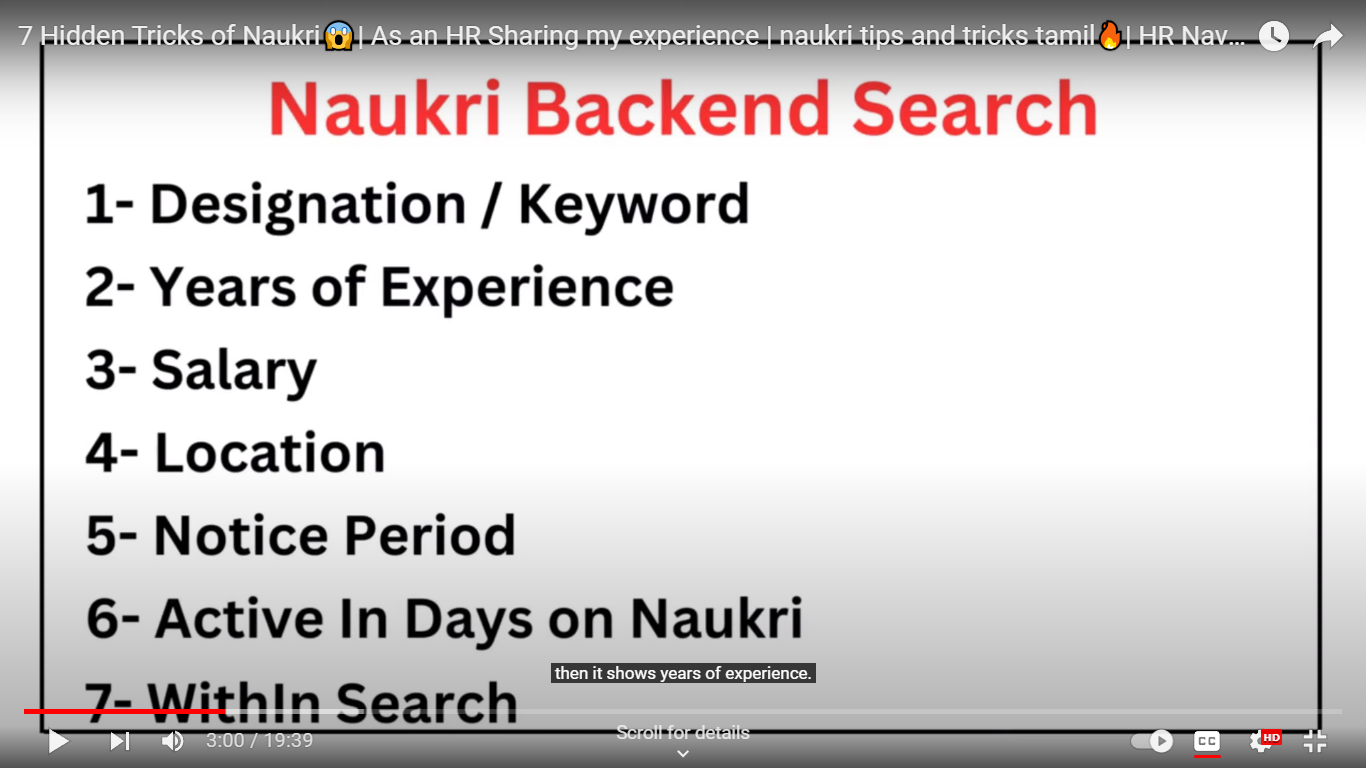 7 Hidden Tricks of Naukri😱| As an HR Sharing my experience | naukri tips and tricks tamil🔥| HR Nav...
Naukri Backend Search
1- Designation / Keyword
2- Years of Experience
3- Salary
4- Location
5- Notice Period
6- Active In Days on Naukri
then it shows years of experience.
7- WithIn Search
Scroll for details
3:00 / 19:39
CC
HD